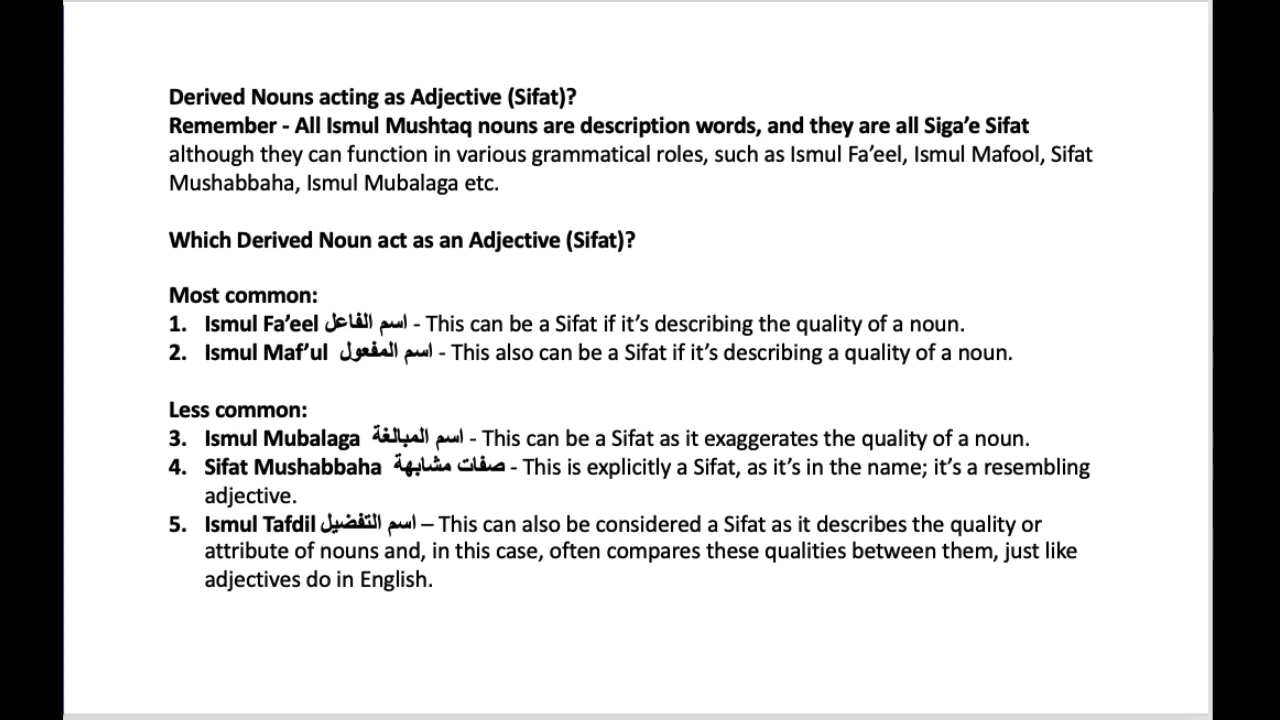 Derived Nouns acting as Adjective (Sifat)?
Remember - All Ismul Mushtaq nouns are description words, and they are all Siga’e Sifat
although they can function in various grammatical roles, such as Ismul Fa’eel, Ismul Mafool, Sifat
Mushabbaha, Ismul Mubalaga etc.
Which Derived Noun act as an Adjective (Sifat)?
Most common:
1. Ismul Fa’eel اسم الفاعل - This can be a Sifat if it’s describing the quality of a noun.
2. Ismul Maf’ul اسم المفعول - This also can be a Sifat if it’s describing a quality of a noun.
Less common:
3. Ismul Mubalaga اسم المبالغة - This can be a Sifat as it exaggerates the quality of a noun.
4. Sifat Mushabbaha صفات مشابهة - This is explicitly a Sifat, as it’s in the name; it’s a resembling
adjective.
5. Ismul Tafdil اسم التفضيل – This can also be considered a Sifat as it describes the quality or
attribute of nouns and, in this case, often compares these qualities between them, just like
adjectives do in English.